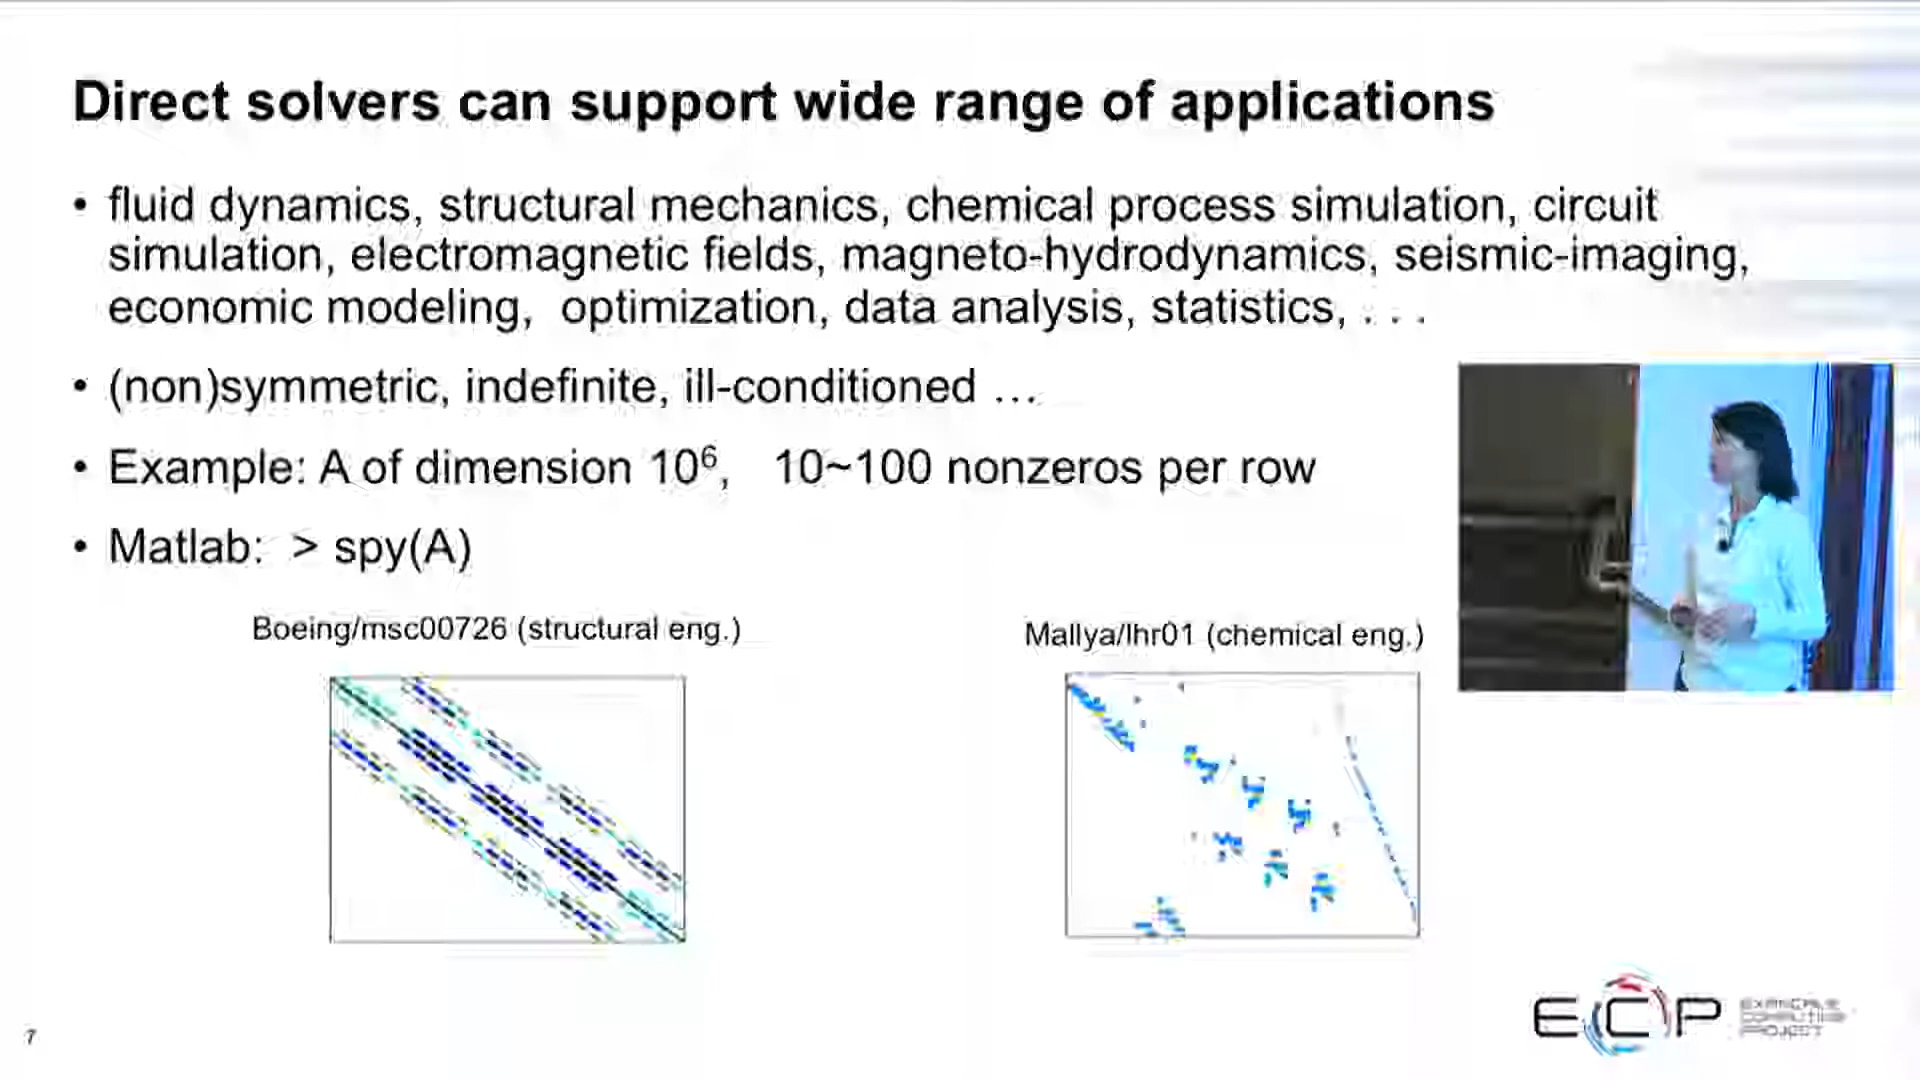 Direct solvers can support wide range of applications
• fluid dynamics, structural mechanics, chemical process simulation, circuit
simulation, electromagnetic fields, magneto-hydrodynamics, seismic-imaging,
economic modeling, optimization, data analysis, statistics, . . .
• (non)symmetric, indefinite, ill-conditioned …
• Example: A of dimension 10⁶, 10~100 nonzeros per row
• Matlab: > spy(A)
Boeing/msc00726 (structural eng.)
Mallya/lhr01 (chemical eng.)
ECP
EXASCALE
COMPUTING
PROJECT
7